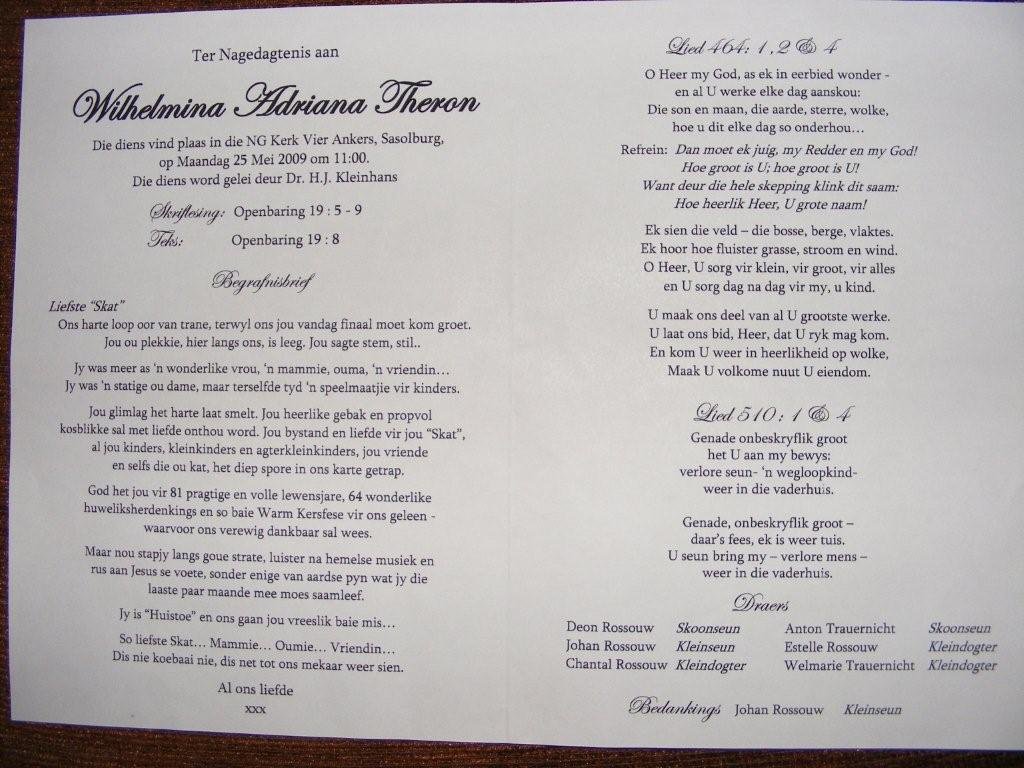 Ter Nagedagtenis aan
Wilhelmina Adriana Theron
Die diens vind plaas in die NG Kerk Vier Ankers, Sasolburg,
op Maandag 25 Mei 2009 om 11:00.
Die diens word gelei deur Dr. H.J. Kleinhans
Skriflesing: Openbaring 19 : 5 - 9
Teks: Openbaring 19 : 8
Begrafnisbrief
Liefste "Skat"
Ons harte loop oor van trane, terwyl ons jou vandag finaal moet kom groet.
Jou ou plekkie, hier langs ons, is leeg. Jou sagte stem, stil..
Jy was meer as 'n wonderlike vrou, 'n mammie, ouma, 'n vriendin…
Jy was 'n statige ou dame, maar terselfde tyd 'n speelmaatjie vir kinders.
Jou glimlag het harte laat smelt. Jou heerlike gebak en propvol
kosblikke sal met liefde onthou word. Jou bystand en liefde vir jou "Skat",
al jou kinders, kleinkinders en agterkleinkinders, jou vriende
en selfs die ou kat, het diep spore in ons karte getrap.
God het jou vir 81 pragtige en volle lewensjare, 64 wonderlike
huweliksherdenkings en so baie Warm Kersfese vir ons geleen -
waarvoor ons verewig dankbaar sal wees.
Maar nou stapjy langs goue strate, luister na hemelse musiek en
rus aan Jesus se voete, sonder enige van aardse pyn wat jy die
laaste paar maande mee moes saamleef.
Jy is "Huistoe" en ons gaan jou vreeslik baie mis…
So liefste Skat… Mammie… Oumie… Vriendin…
Dis nie koebaai nie, dis net tot ons mekaar weer sien.
Al ons liefde
xxx
Lied 464: 1, 2 & 4
O Heer my God, as ek in eerbied wonder -
en al U werke elke dag aanskou:
Die son en maan, die aarde, sterre, wolke,
hoe u dit elke dag so onderhou…
Refrein: Dan moet ek juig, my Redder en my God!
Hoe groot is U; hoe groot is U!
Want deur die hele skepping klink dit saam:
Hoe heerlik Heer, U grote naam!
Ek sien die veld – die bosse, berge, vlaktes.
Ek hoor hoe fluister grasse, stroom en wind.
O Heer, U sorg vir klein, vir groot, vir alles
en U sorg dag na dag vir my, u kind.
U maak ons deel van al U grootste werke.
U laat ons bid, Heer, dat U ryk mag kom.
En kom U weer in heerlikheid op wolke,
Maak U volkome nuut U eiendom.
Lied 510: 1 & 4
Genade onbeskryflik groot
het U aan my bewys:
verlore seun- 'n wegloopkind-
weer in die vaderhuis.
Genade, onbeskryflik groot –
daar's fees, ek is weer tuis.
U seun bring my – verlore mens –
weer in die vaderhuis.
Draers
Deon Rossouw Skoonseun Anton Trauernicht Skoonseun
Johan Rossouw Kleinseun Estelle Rossouw Kleindogter
Chantal Rossouw Kleindogter Welmarie Trauernicht Kleindogter
Bedankings Johan Rossouw Kleinseun